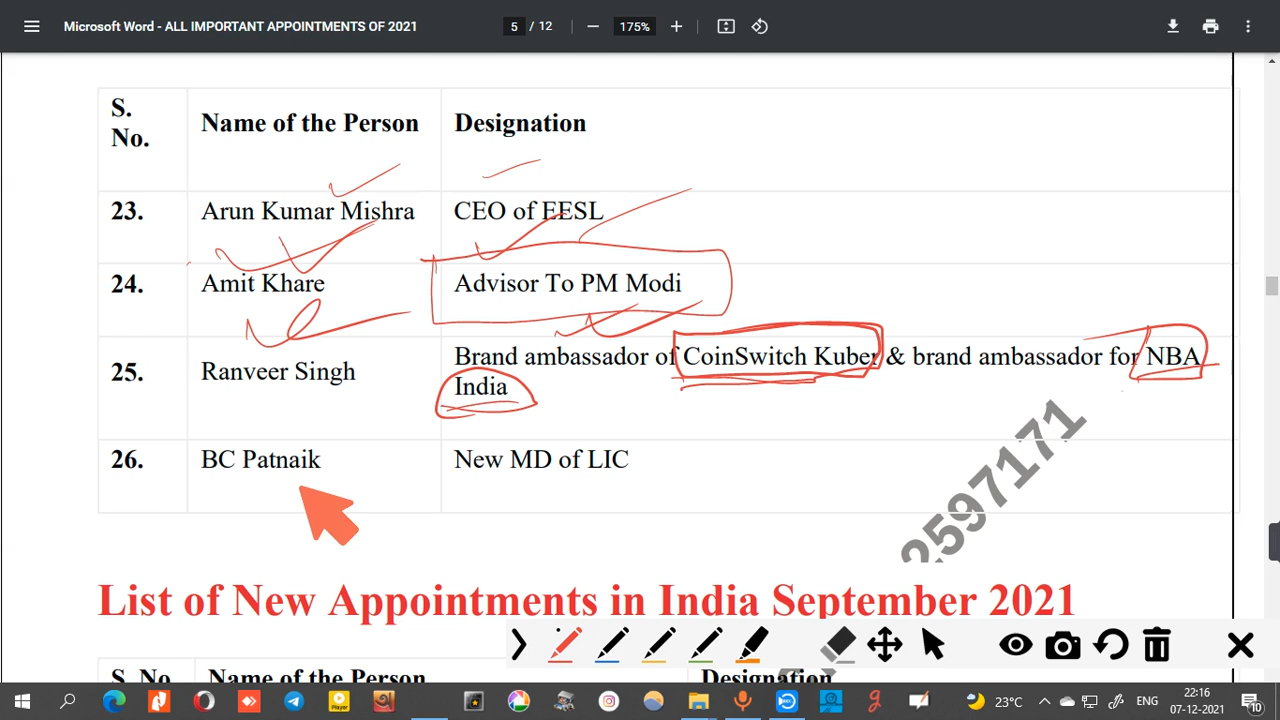 Microsoft Word - ALL IMPORTANT APPOINTMENTS OF 2021
5 / 12
175%
S. No.
Name of the Person
Designation
23.
Arun Kumar Mishra
CEO of EESL
24.
Amit Khare
Advisor To PM Modi
25.
Ranveer Singh
Brand ambassador of CoinSwitch Kuber & brand ambassador for NBA
India
26.
BC Patnaik
New MD of LIC
2597171
List of New Appointments in India September 2021
S. No
Name of the Person
Designation
Player
23°C
ENG
22:16
07-12-2021
10